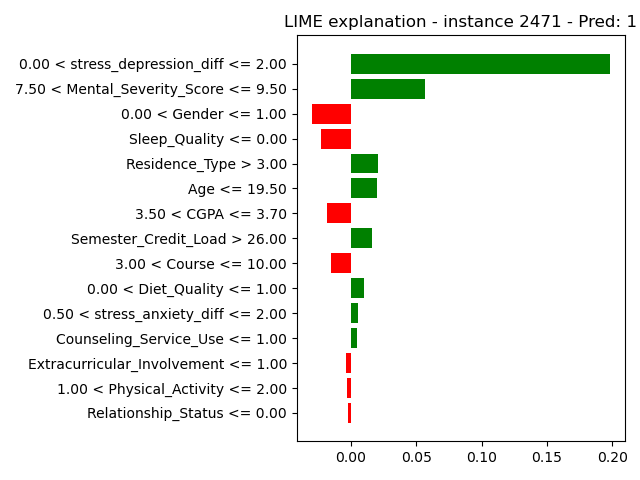 LIME explanation - instance 2471 - Pred: 1
0.00 < stress_depression_diff <= 2.00
7.50 < Mental_Severity_Score <= 9.50
0.00 < Gender <= 1.00
Sleep_Quality <= 0.00
Residence_Type > 3.00
Age <= 19.50
3.50 < CGPA <= 3.70
Semester_Credit_Load > 26.00
3.00 < Course <= 10.00
0.00 < Diet_Quality <= 1.00
0.50 < stress_anxiety_diff <= 2.00
Counseling_Service_Use <= 1.00
Extracurricular_Involvement <= 1.00
1.00 < Physical_Activity <= 2.00
Relationship_Status <= 0.00
0.00 0.05 0.10 0.15 0.20